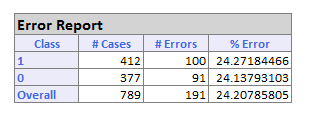 Error Report
Class # Cases # Errors % Error
1 412 100 24.27184466
0 377 91 24.13793103
Overall 789 191 24.20785805